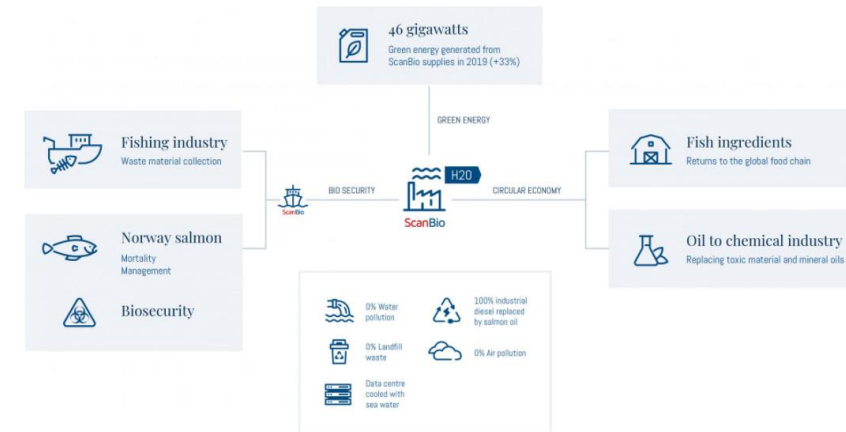 46 gigawatts
Green energy generated from
ScanBio supplies in 2019 (+33%)
GREEN ENERGY
Fishing industry
Waste material collection
Norway salmon
Mortality
Management
Biosecurity
ScanBio
BIO SECURITY
H20
ScanBio
CIRCULAR ECONOMY
Fish ingredients
Returns to the global food chain
Oil to chemical industry
Replacing toxic material and mineral oils
0% Water
pollution
100% industrial
diesel replaced
by salmon oil
0% Landfill
waste
0% Air pollution
Data centre
cooled with
sea water